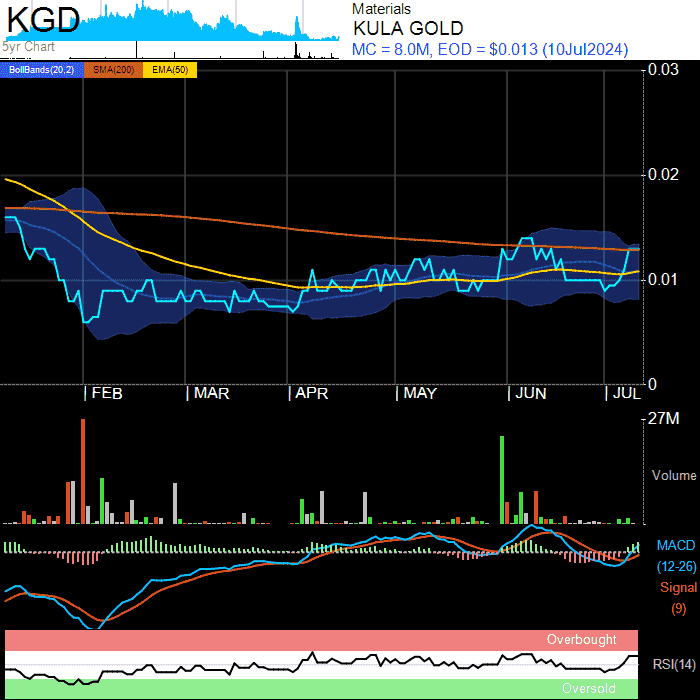 KGD
5yr Chart
Materials
KULA GOLD
MC = 8.0M, EOD = $0.013 (10Jul2024)
BollBands(20,2) SMA(200) EMA(50)
0.03
0.02
0.01
0
FEB MAR APR MAY JUN JUL
27M
Volume
MACD
(12-26)
Signal
(9)
Overbought
RSI(14)
Oversold